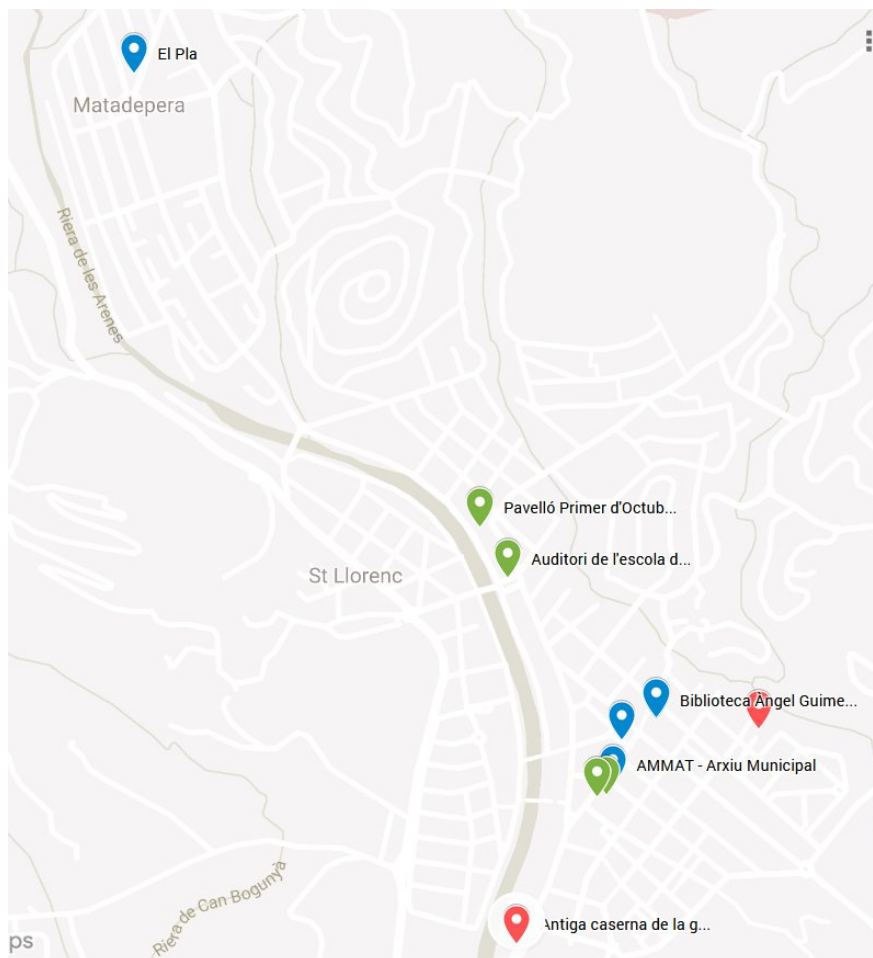 El Pla
Matadepera
Riera de les Arenes
Pavelló Primer d'Octub...
Auditori de l'escola d...
St Llorenc
Biblioteca Àngel Guime...
AMMAT - Arxiu Municipal
Riera de Can Bogunyà
Antiga caserna de la g...
ps